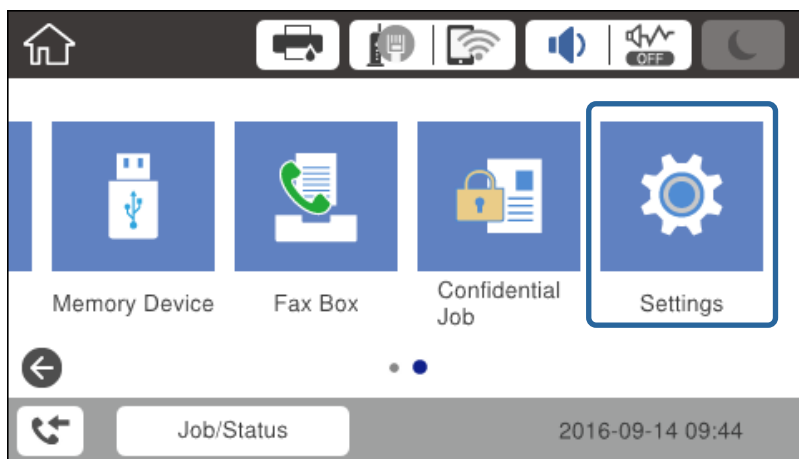 OFF
Memory Device
Fax Box
Confidential
Job
Settings
Job/Status
2016-09-14 09:44